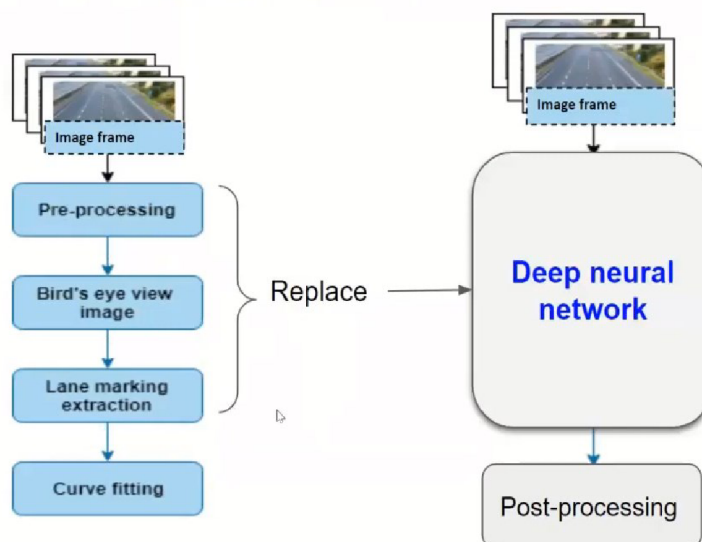 Image frame
Pre-processing
Bird's eye view
image
Lane marking
extraction
Curve fitting
Replace
Image frame
Deep neural
network
Post-processing